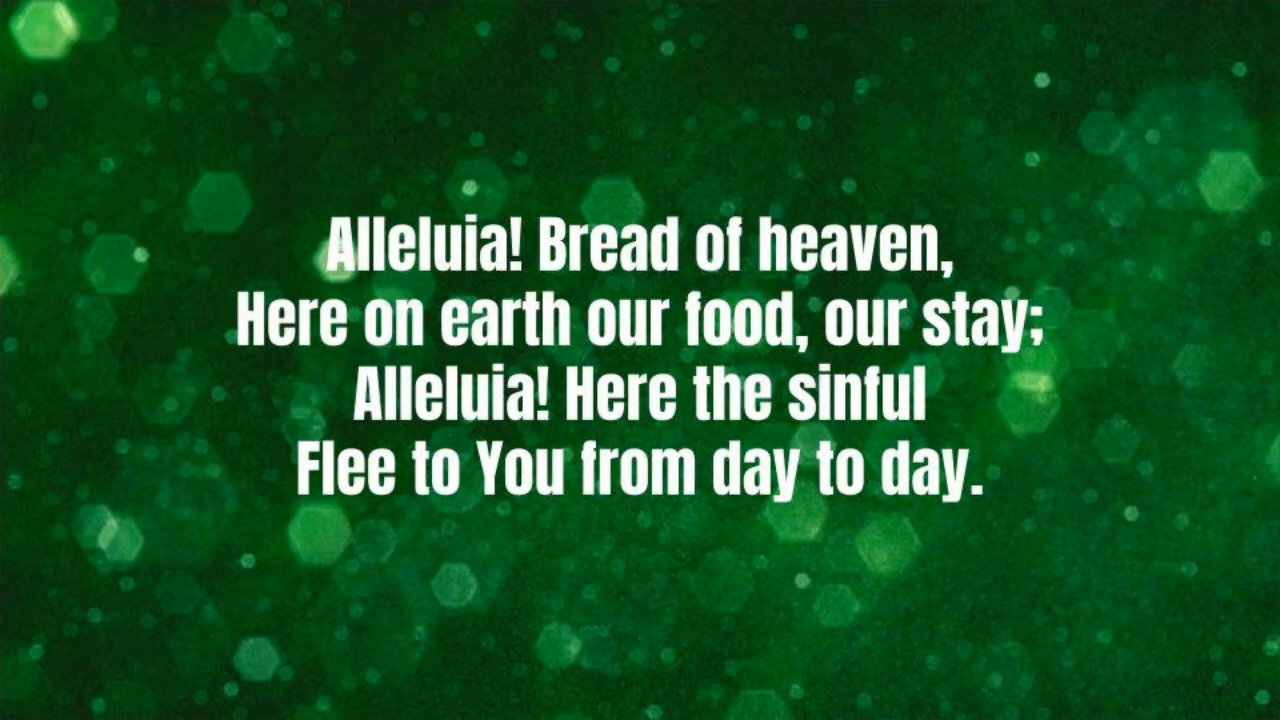 Alleluia! Bread of heaven,
Here on earth our food, our stay;
Alleluia! Here the sinful
Flee to You from day to day.